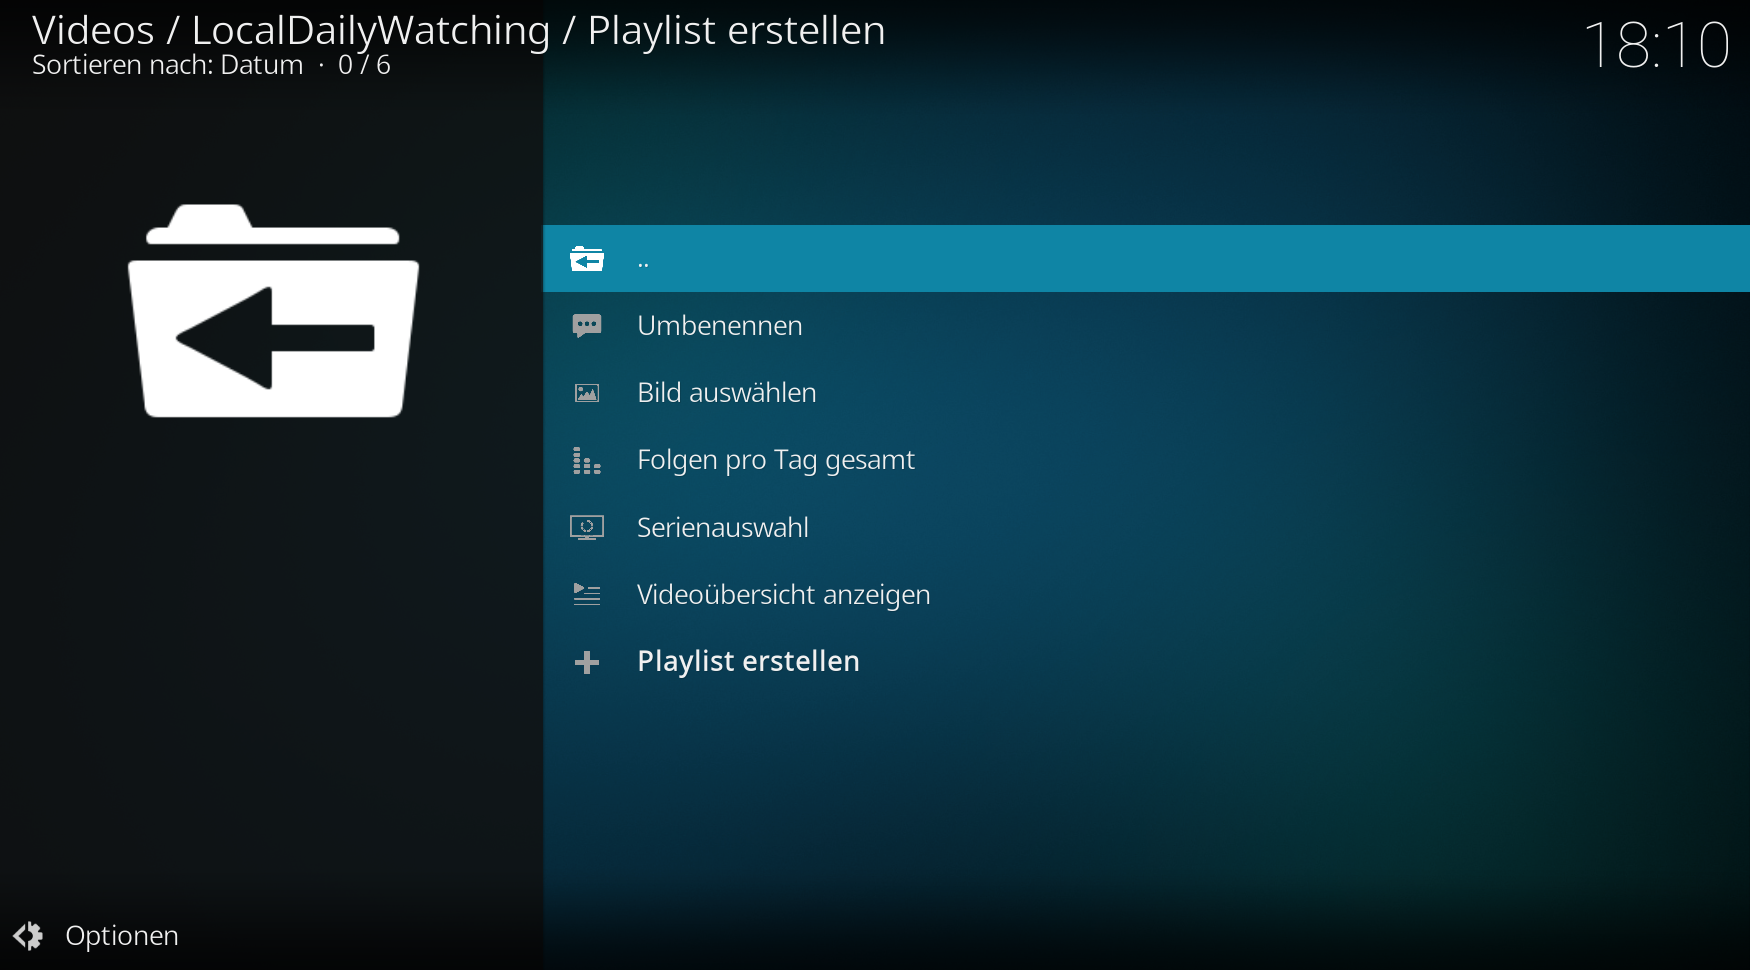 Videos / LocalDailyWatching / Playlist erstellen
Sortieren nach: Datum · 0 / 6
18:10
..
Umbenennen
Bild auswählen
Folgen pro Tag gesamt
Serienauswahl
Videoübersicht anzeigen
Playlist erstellen
Optionen